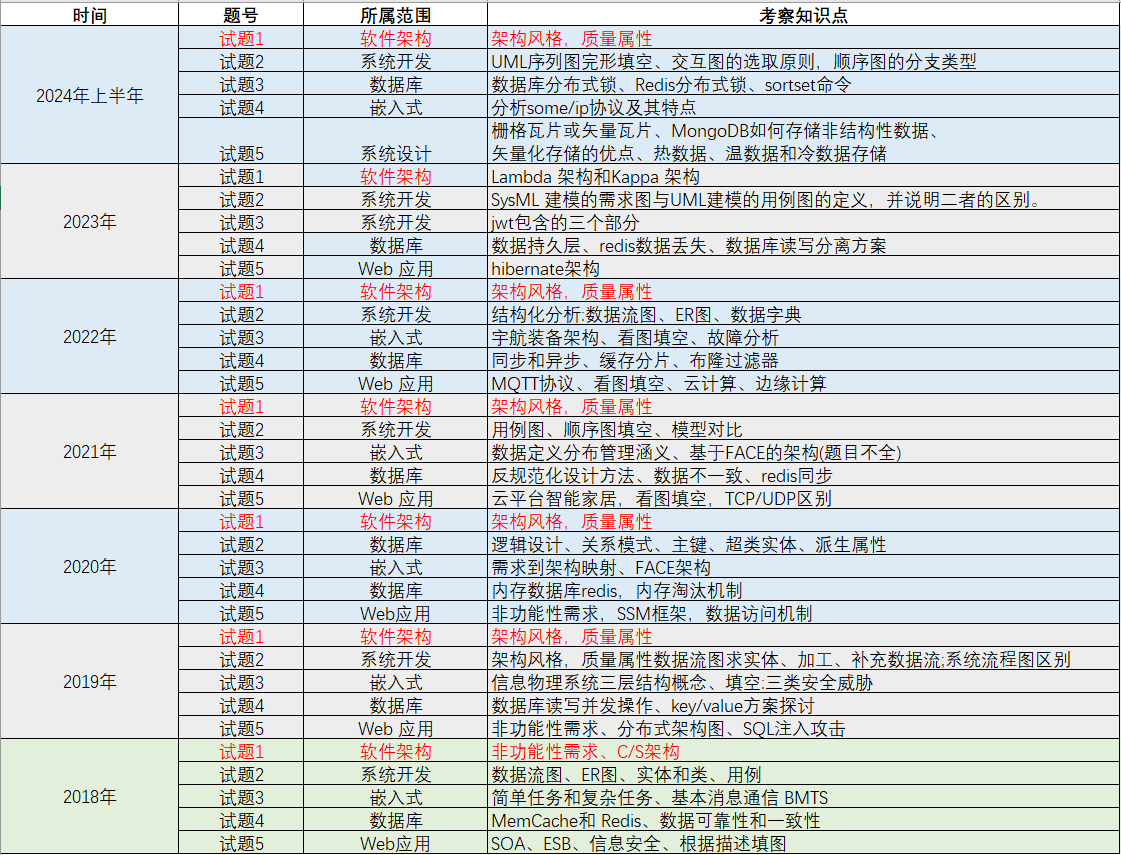 时间 题号 所属范围 考察知识点
2024年上半年
试题1 软件架构 架构风格，质量属性
试题2 系统开发 UML序列图完形填空、交互图的选取原则，顺序图的分支类型
试题3 数据库 数据库分布式锁、Redis分布式锁、sortset命令
试题4 嵌入式 分析some/ip协议及其特点
试题5 系统设计 栅格瓦片或矢量瓦片、MongoDB如何存储非结构性数据、
矢量化存储的优点、热数据、温数据和冷数据存储
2023年
试题1 软件架构 Lambda 架构和Kappa 架构
试题2 系统开发 SysML 建模的需求图与UML建模的用例图的定义，并说明二者的区别。
试题3 系统开发 jwt包含的三个部分
试题4 数据库 数据持久层、redis数据丢失、数据库读写分离方案
试题5 Web 应用 hibernate架构
2022年
试题1 软件架构 架构风格，质量属性
试题2 系统开发 结构化分析:数据流图、ER图、数据字典
试题3 嵌入式 宇航装备架构、看图填空、故障分析
试题4 数据库 同步和异步、缓存分片、布隆过滤器
试题5 Web 应用 MQTT协议、看图填空、云计算、边缘计算
2021年
试题1 软件架构 架构风格，质量属性
试题2 系统开发 用例图、顺序图填空、模型对比
试题3 嵌入式 数据定义分布管理涵义、基于FACE的架构(题目不全)
试题4 数据库 反规范化设计方法、数据不一致、redis同步
试题5 Web 应用 云平台智能家居，看图填空，TCP/UDP区别
2020年
试题1 软件架构 架构风格，质量属性
试题2 数据库 逻辑设计、关系模式、主键、超类实体、派生属性
试题3 嵌入式 需求到架构映射、FACE架构
试题4 数据库 内存数据库redis，内存淘汰机制
试题5 Web应用 非功能性需求，SSM框架，数据访问机制
2019年
试题1 软件架构 架构风格，质量属性
试题2 系统开发 架构风格，质量属性数据流图求实体、加工、补充数据流;系统流程图区别
试题3 嵌入式 信息物理系统三层结构概念、填空:三类安全威胁
试题4 数据库 数据库读写并发操作、key/value方案探讨
试题5 Web 应用 非功能性需求、分布式架构图、SQL注入攻击
2018年
试题1 软件架构 非功能性需求、C/S架构
试题2 系统开发 数据流图、ER图、实体和类、用例
试题3 嵌入式 简单任务和复杂任务、基本消息通信 BMTS
试题4 数据库 MemCache和 Redis、数据可靠性和一致性
试题5 Web应用 SOA、ESB、信息安全、根据描述填图